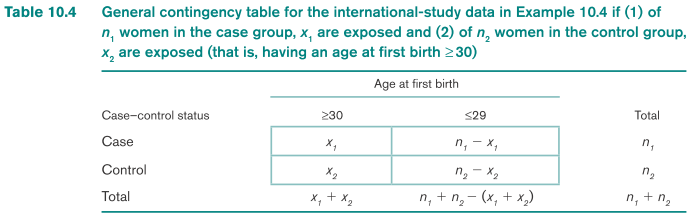 Table 10.4 General contingency table for the international-study data in Example 10.4 if (1) of
n₁ women in the case group, x₁ are exposed and (2) of n₂ women in the control group,
x₂ are exposed (that is, having an age at first birth ≥30)
Age at first birth
Case–control status ≥30 ≤29 Total
Case x₁ n₁ − x₁ n₁
Control x₂ n₂ − x₂ n₂
Total x₁ + x₂ n₁ + n₂ − (x₁ + x₂) n₁ + n₂